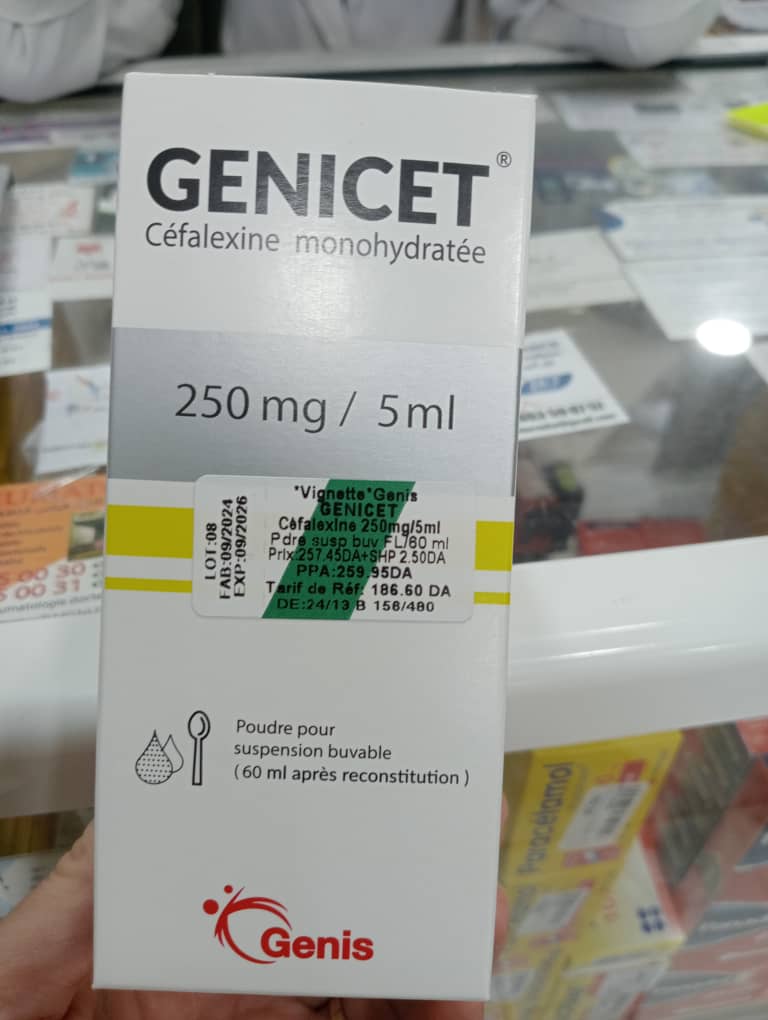 GENICET®
Céfalexine monohydratée
250 mg / 5ml
LOT:08
FAB:09/2024
EXP:09/2026
*Vignette*Genis
GENICET
Céfalexine 250mg/5ml
Pdre susp buv FL/60 ml
Prix:257.45DA+SHP 2.50DA
PPA:259.95DA
Tarif de Réf: 186.60 DA
DE:24/13 B 156/480
Poudre pour
suspension buvable
(60 ml après reconstitution)
Genis
Paracétamol